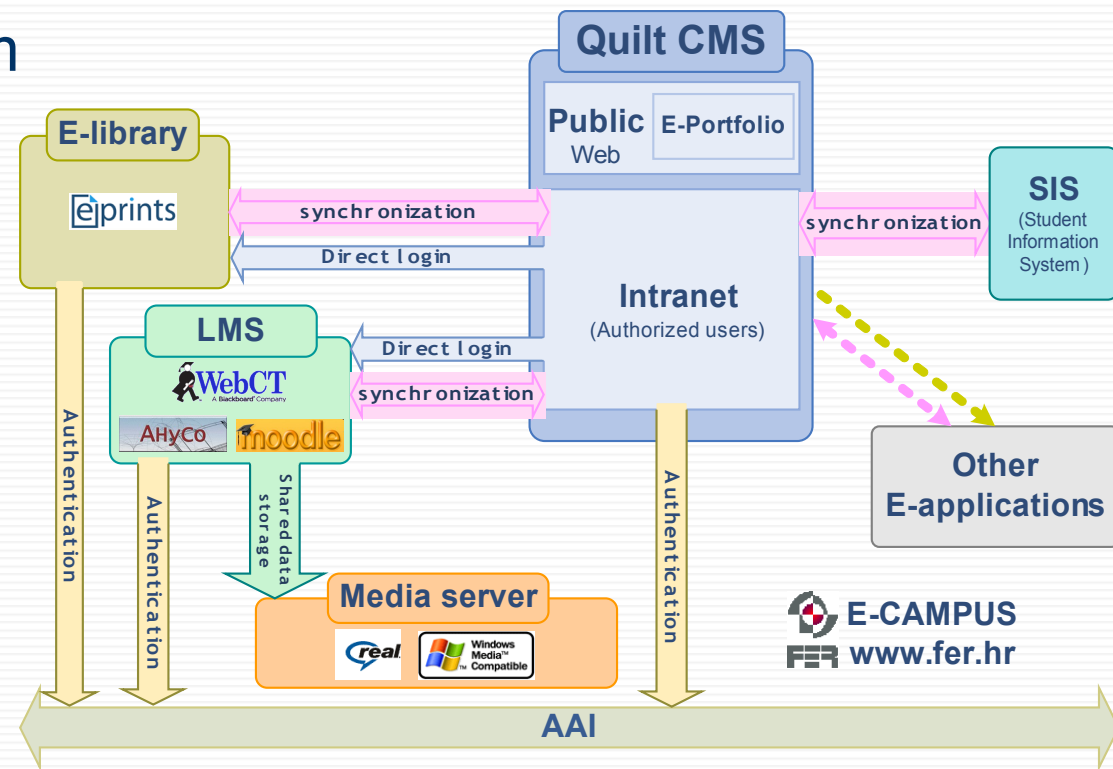 n
Quilt CMS
Public
Web
E-Portfolio
E-library
eprints
synchronization
Direct login
synchronization
SIS
(Student
Information
System )
Intranet
(Authorized users)
LMS
WebCT
A Blackboard Company
AHyCo
moodle
Direct login
synchronization
Other
E-applications
Authentication
Authentication
Shared data
storage
Authentication
Media server
real
Windows
Media™
Compatible
E-CAMPUS
FER www.fer.hr
AAI